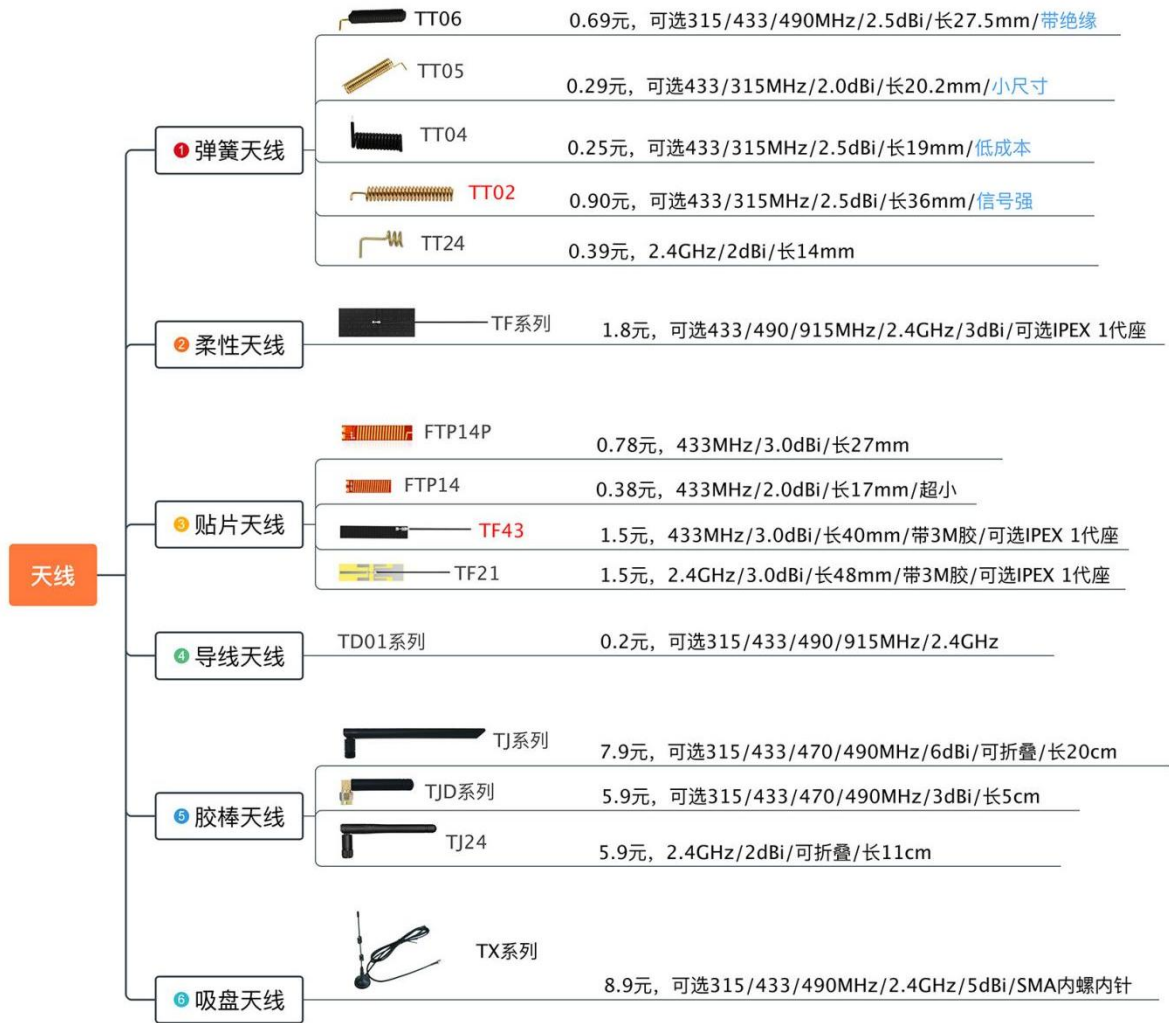 天线
1 弹簧天线
TT06
0.69元，可选315/433/490MHz/2.5dBi/长27.5mm/带绝缘
TT05
0.29元，可选433/315MHz/2.0dBi/长20.2mm/小尺寸
TT04
0.25元，可选433/315MHz/2.5dBi/长19mm/低成本
TT02
0.90元，可选433/315MHz/2.5dBi/长36mm/信号强
TT24
0.39元，2.4GHz/2dBi/长14mm
2 柔性天线
TF系列
1.8元，可选433/490/915MHz/2.4GHz/3dBi/可选IPEX 1代座
3 贴片天线
FTP14P
0.78元，433MHz/3.0dBi/长27mm
FTP14
0.38元，433MHz/2.0dBi/长17mm/超小
TF43
1.5元，433MHz/3.0dBi/长40mm/带3M胶/可选IPEX 1代座
TF21
1.5元，2.4GHz/3.0dBi/长48mm/带3M胶/可选IPEX 1代座
4 导线天线
TD01系列
0.2元，可选315/433/490/915MHz/2.4GHz
5 胶棒天线
TJ系列
7.9元，可选315/433/470/490MHz/6dBi/可折叠/长20cm
TJD系列
5.9元，可选315/433/470/490MHz/3dBi/长5cm
TJ24
5.9元，2.4GHz/2dBi/可折叠/长11cm
6 吸盘天线
TX系列
8.9元，可选315/433/490MHz/2.4GHz/5dBi/SMA内螺内针